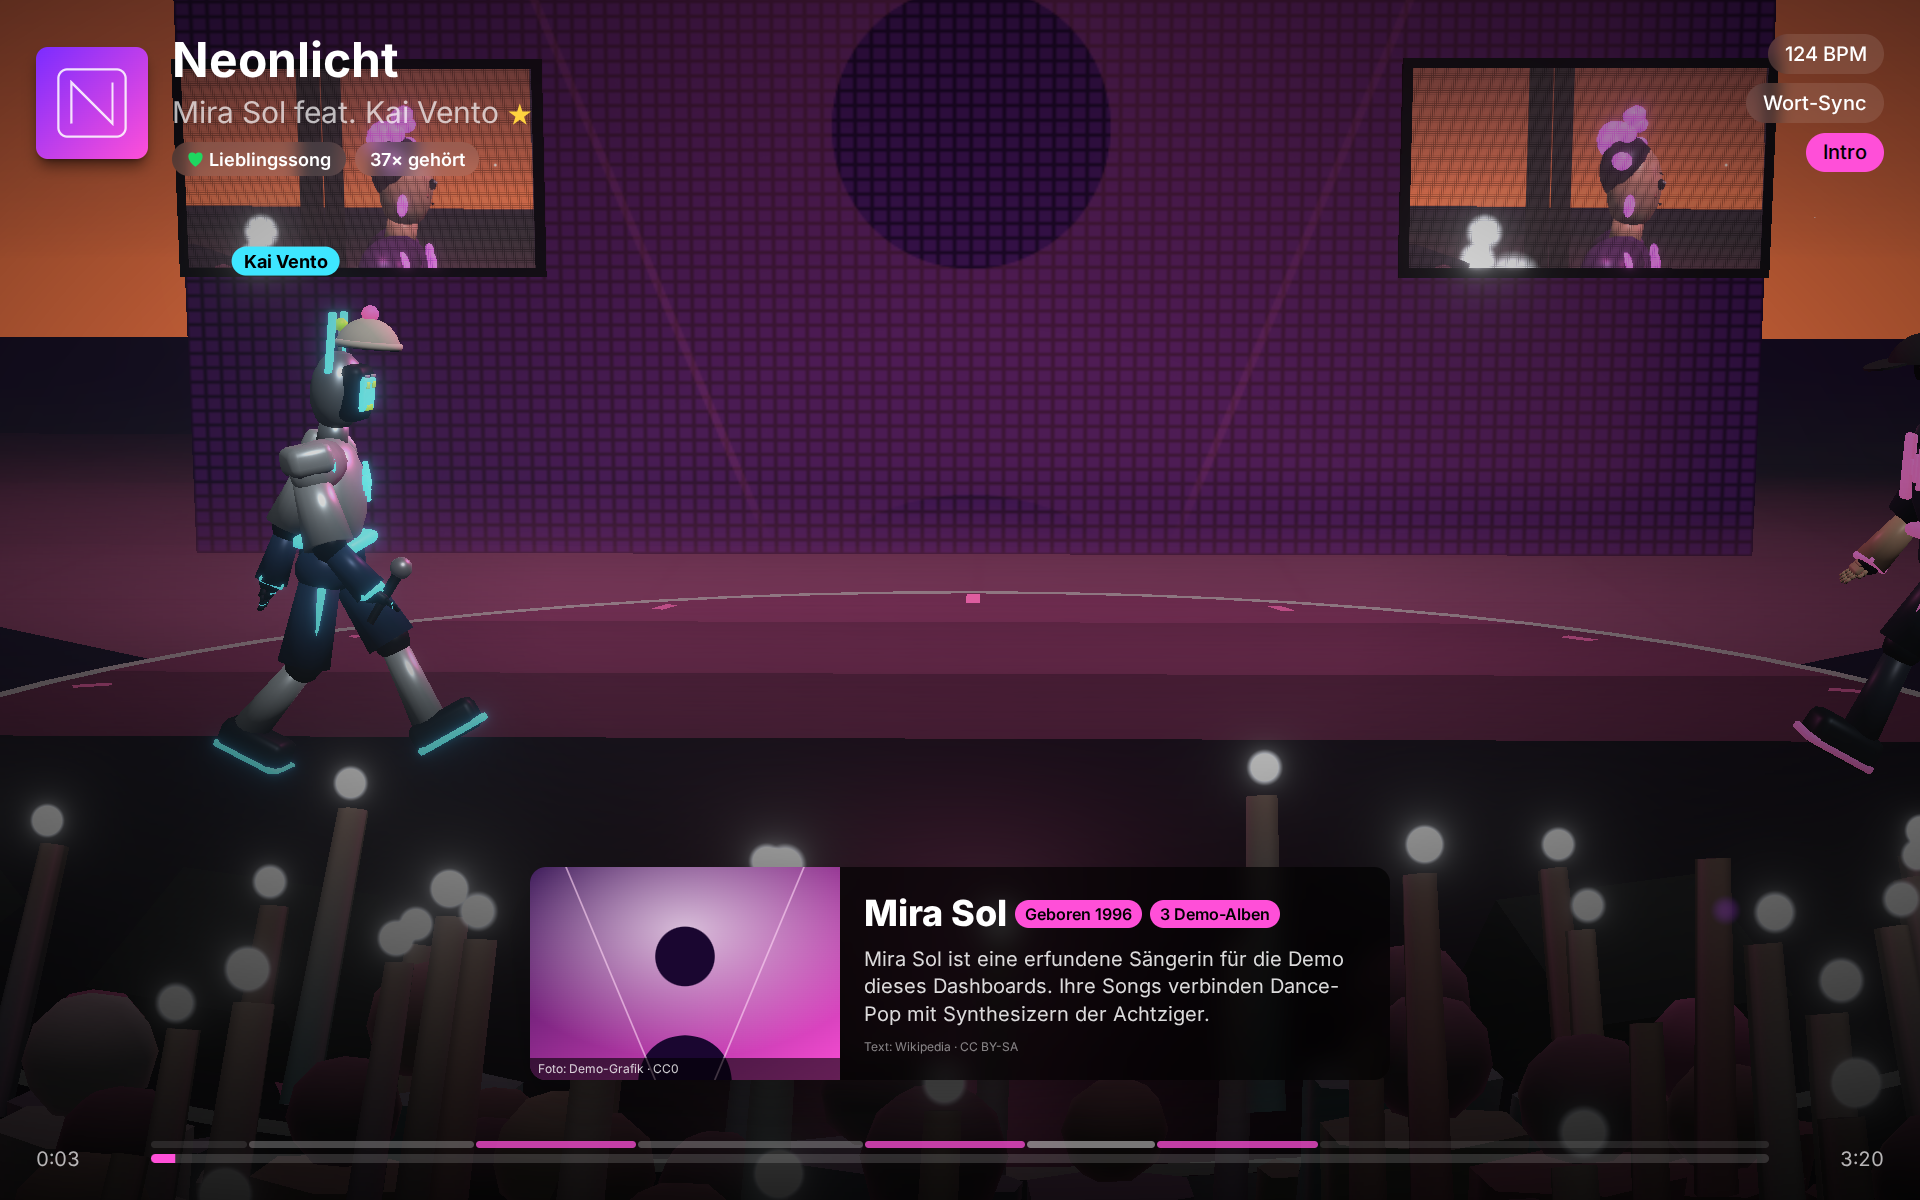 Neonlicht
Mira Sol feat. Kai Vento
Lieblingssong
37× gehört
124 BPM
Wort-Sync
Intro
Kai Vento
Mira Sol
Geboren 1996
3 Demo-Alben
Mira Sol ist eine erfundene Sängerin für die Demo
dieses Dashboards. Ihre Songs verbinden Dance-
Pop mit Synthesizern der Achtziger.
Text: Wikipedia · CC BY-SA
Foto: Demo-Grafik · CC0
0:03
3:20